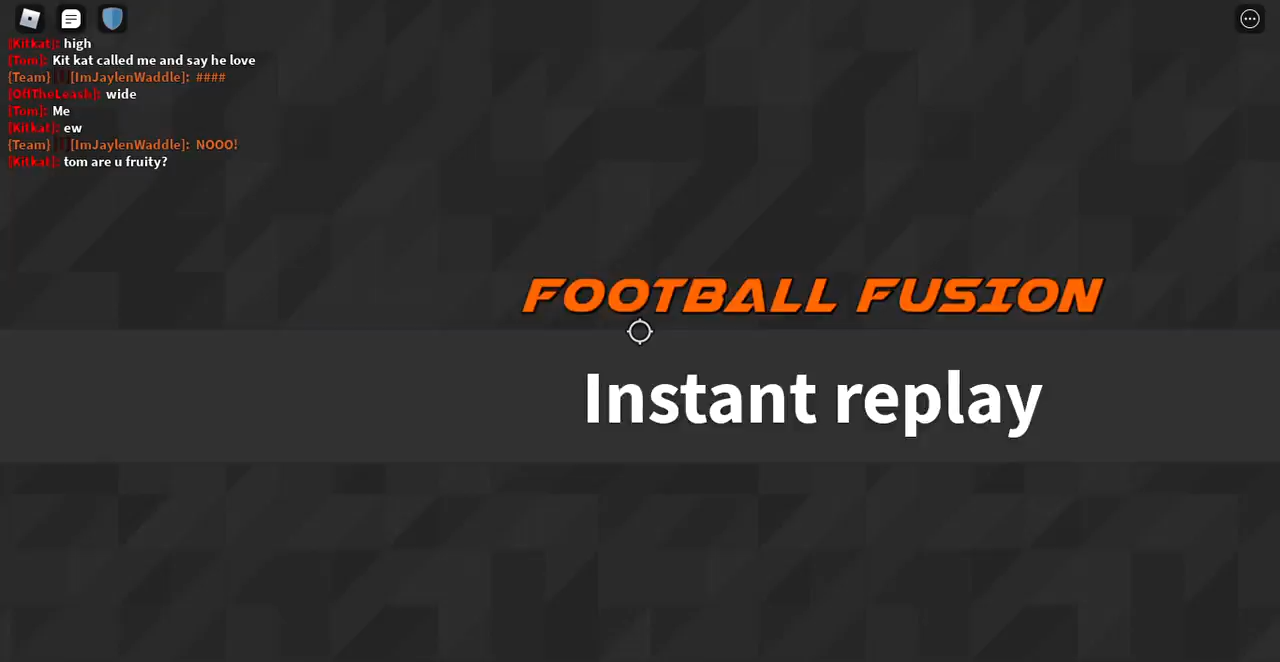 [Kitkat]: high
[Tom]: Kit kat called me and say he love
{Team} [ImJaylenWaddle]: ####
[OffTheLeash]: wide
[Tom]: Me
[Kitkat]: ew
{Team} [ImJaylenWaddle]: NOOO!
[Kitkat]: tom are u fruity?
FOOTBALL FUSION
Instant replay